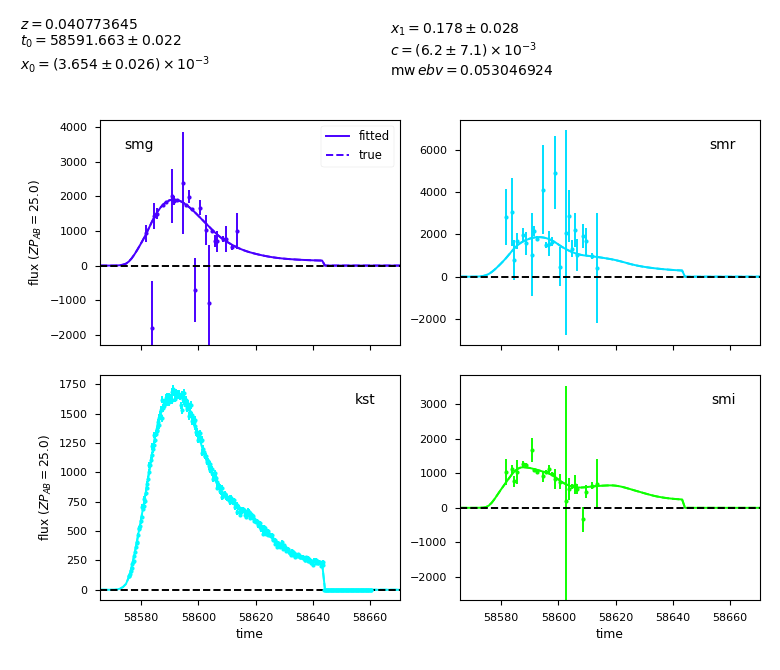 z = 0.040773645
t₀ = 58591.663 ± 0.022
x₀ = (3.654 ± 0.026) × 10⁻³
x₁ = 0.178 ± 0.028
c = (6.2 ± 7.1) × 10⁻³
mw ebv = 0.053046924
smg
fitted
true
4000
3000
2000
1000
0
−1000
−2000
flux (ZP_AB = 25.0)
smr
6000
4000
2000
0
−2000
kst
1750
1500
1250
1000
750
500
250
0
flux (ZP_AB = 25.0)
58580 58600 58620 58640 58660
time
smi
3000
2000
1000
0
−1000
−2000
58580 58600 58620 58640 58660
time